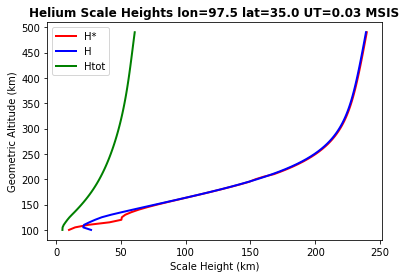 Helium Scale Heights lon=97.5 lat=35.0 UT=0.03 MSIS
H*
H
Htot
Geometric Altitude (km)
500
450
400
350
300
250
200
150
100
0
50
100
150
200
250
Scale Height (km)